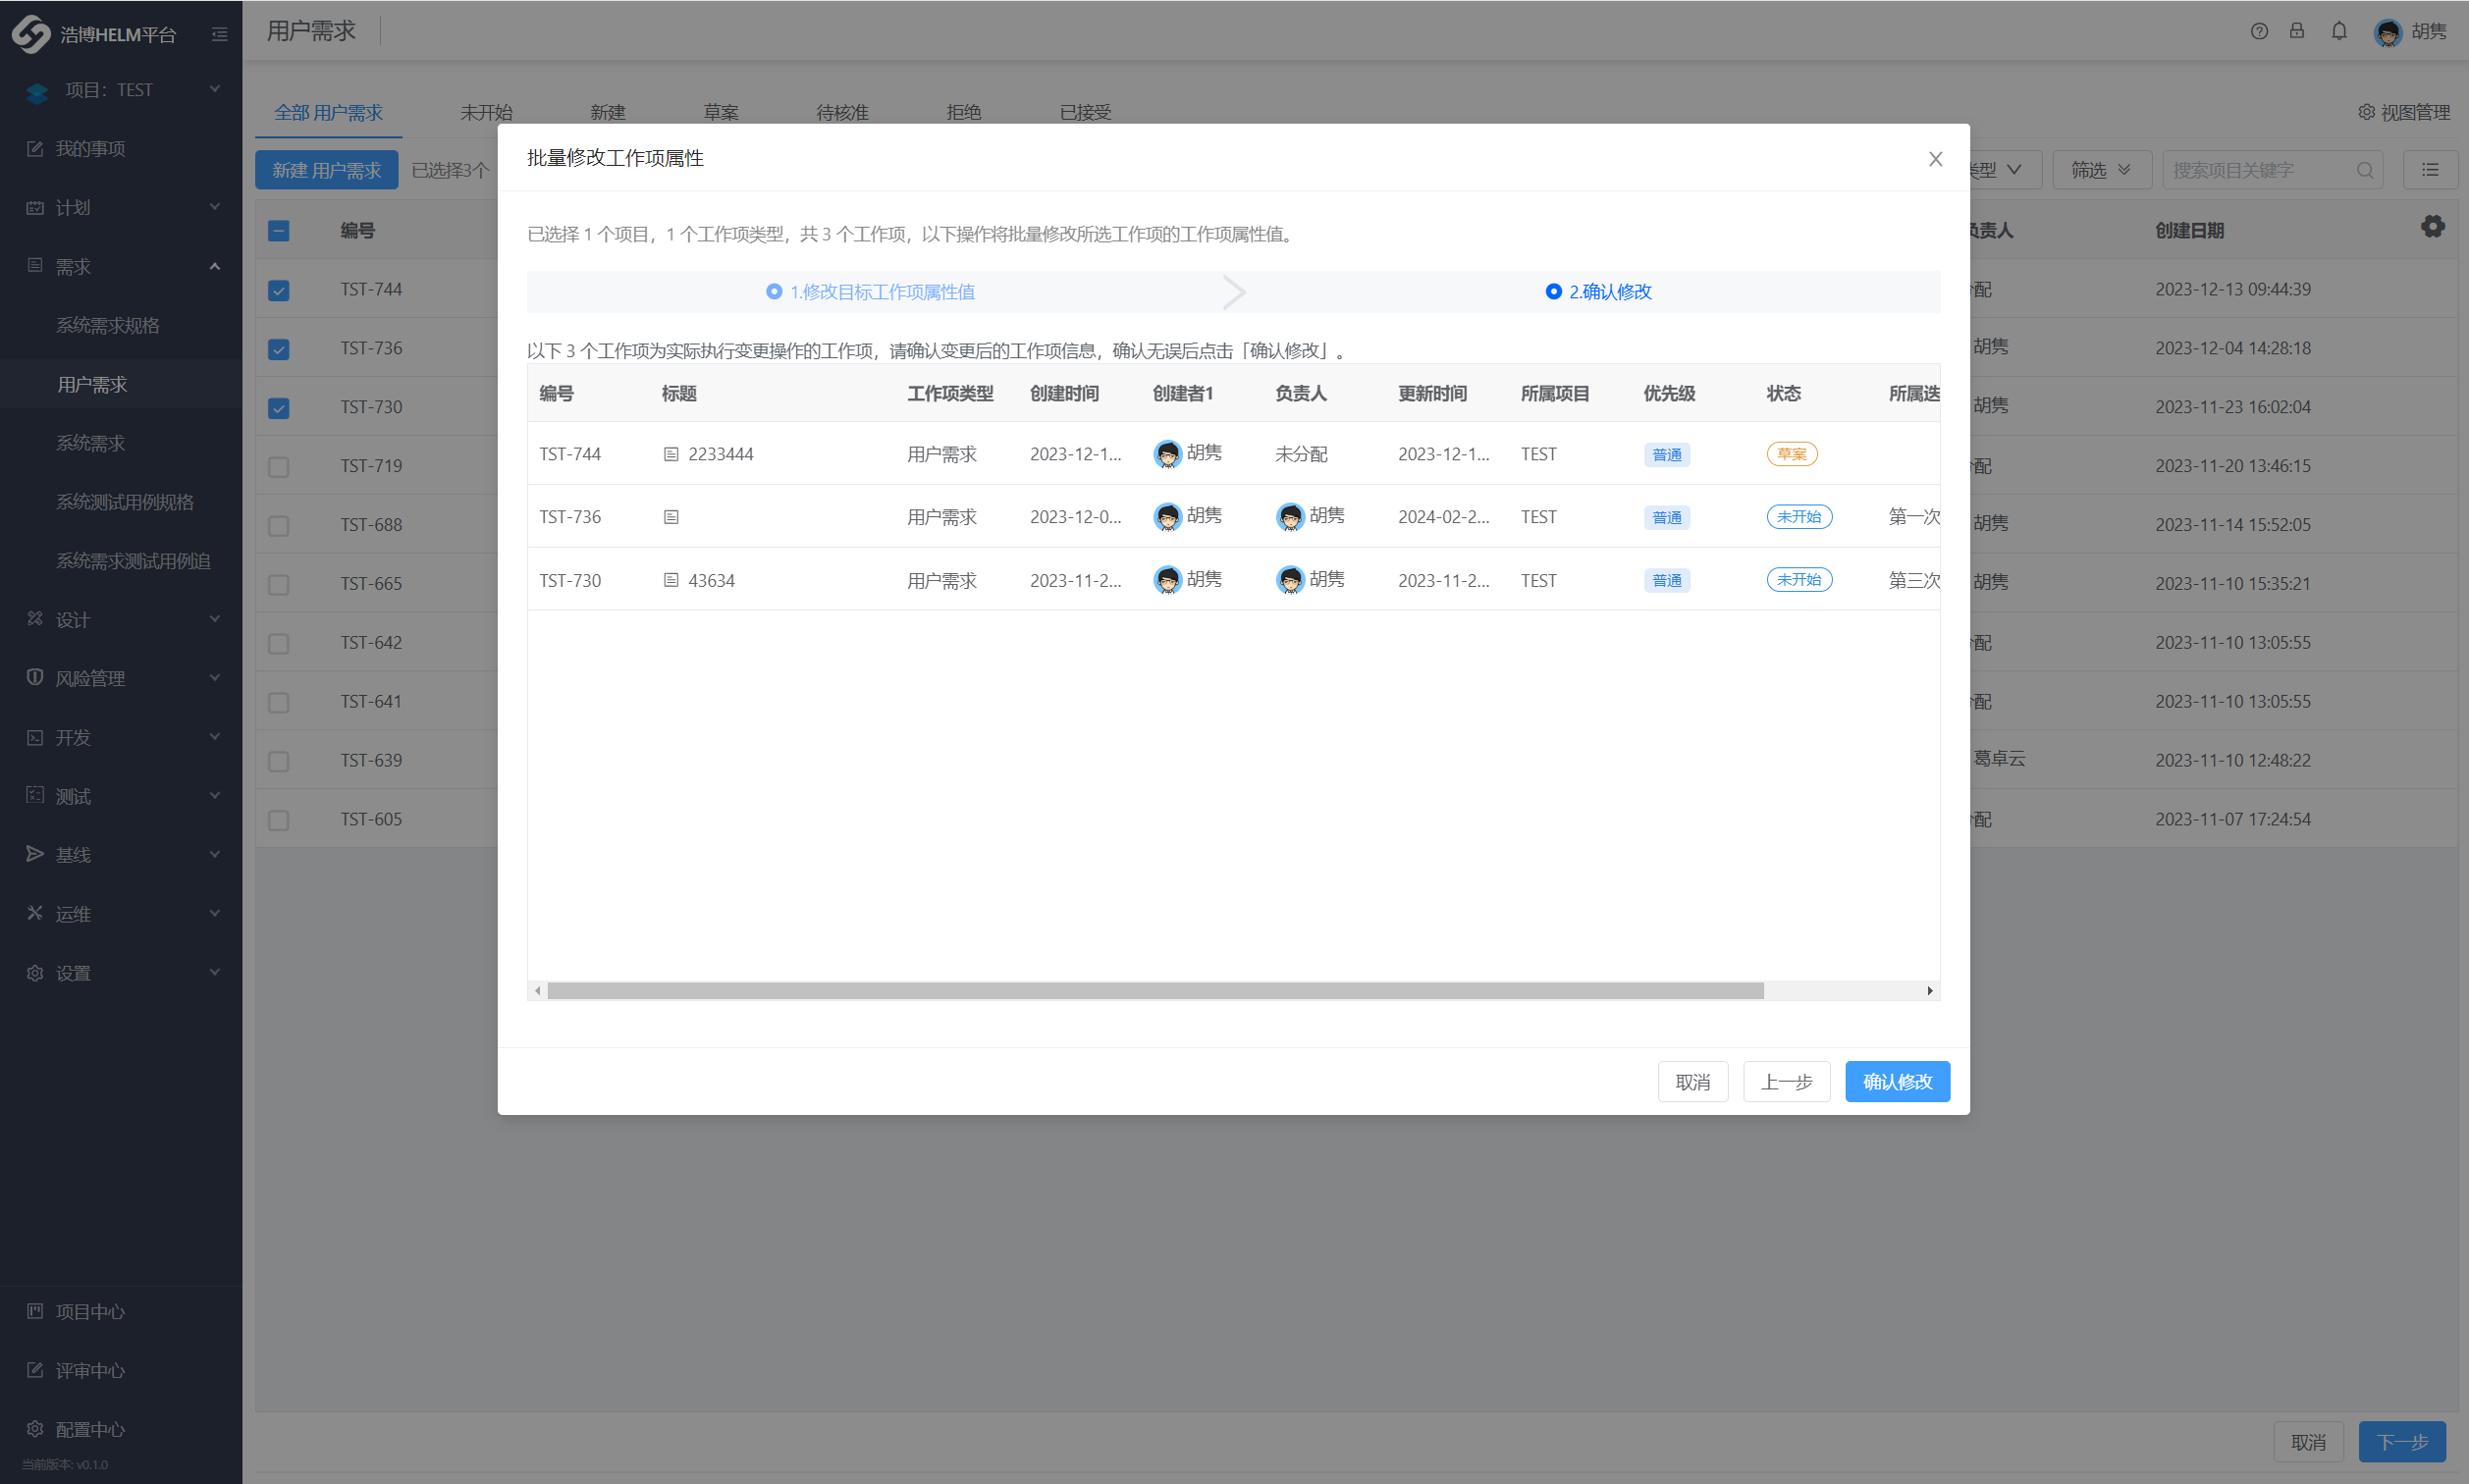 浩博HELM平台
项目：TEST
我的事项
计划
需求
系统需求规格
用户需求
系统需求
系统测试用例规格
系统需求测试用例追
设计
风险管理
开发
测试
基线
运维
设置
项目中心
评审中心
配置中心
当前版本: v0.1.0
用户需求
胡隽
全部 用户需求 未开始 新建 草案 待核准 拒绝 已接受 视图管理
新建 用户需求 已选择3个 类型 筛选 搜索项目关键字
编号 负责人 创建日期
TST-744 配 2023-12-13 09:44:39
TST-736 胡隽 2023-12-04 14:28:18
TST-730 胡隽 2023-11-23 16:02:04
TST-719 配 2023-11-20 13:46:15
TST-688 胡隽 2023-11-14 15:52:05
TST-665 胡隽 2023-11-10 15:35:21
TST-642 配 2023-11-10 13:05:55
TST-641 配 2023-11-10 13:05:55
TST-639 葛卓云 2023-11-10 12:48:22
TST-605 配 2023-11-07 17:24:54
批量修改工作项属性
已选择 1 个项目，1 个工作项类型，共 3 个工作项，以下操作将批量修改所选工作项的工作项属性值。
1.修改目标工作项属性值 2.确认修改
以下 3 个工作项为实际执行变更操作的工作项，请确认变更后的工作项信息，确认无误后点击「确认修改」。
编号 标题 工作项类型 创建时间 创建者1 负责人 更新时间 所属项目 优先级 状态 所属迭
TST-744 2233444 用户需求 2023-12-1... 胡隽 未分配 2023-12-1... TEST 普通 草案
TST-736 用户需求 2023-12-0... 胡隽 胡隽 2024-02-2... TEST 普通 未开始 第一次
TST-730 43634 用户需求 2023-11-2... 胡隽 胡隽 2023-11-2... TEST 普通 未开始 第三次
取消 上一步 确认修改
取消 下一步